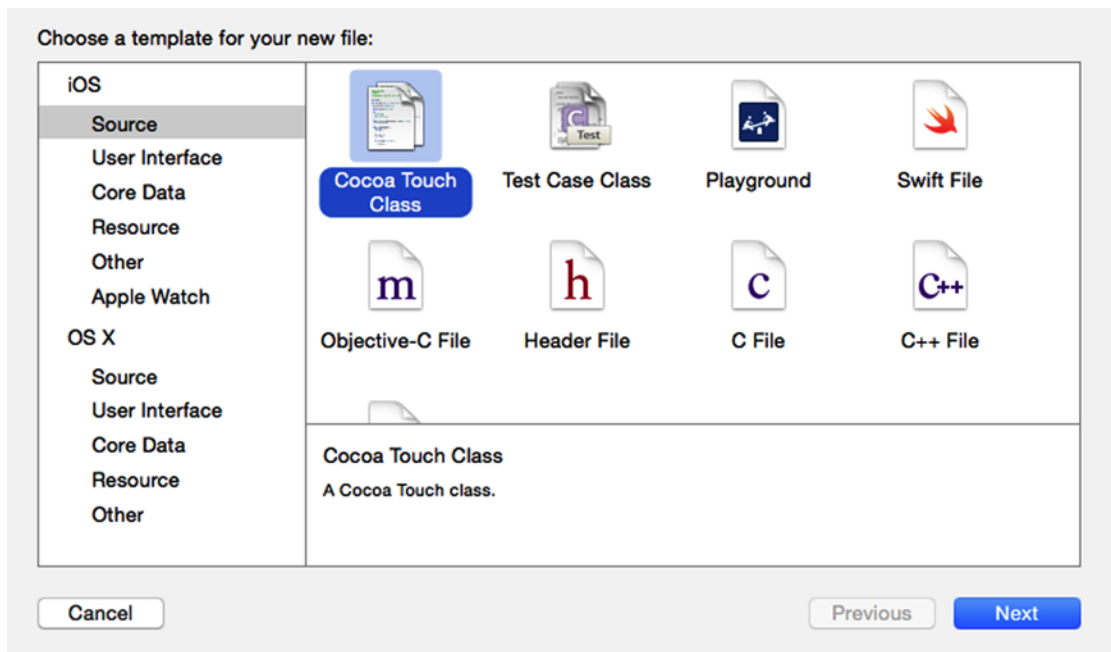 Choose a template for your new file:
iOS
Source
User Interface
Core Data
Resource
Other
Apple Watch
OS X
Source
User Interface
Core Data
Resource
Other
Cocoa Touch
Class
Test
Test Case Class
Playground
Swift File
m
Objective-C File
h
Header File
c
C File
C++
C++ File
Cocoa Touch Class
A Cocoa Touch class.
Cancel
Previous
Next